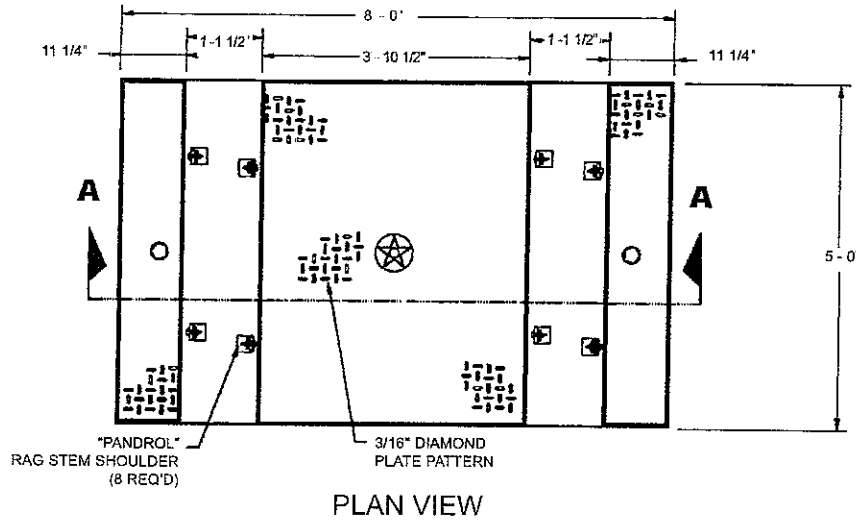 8 - 0"
11 1/4"
1 -1 1/2"
3 - 10 1/2"
1 -1 1/2"
11 1/4"
A
A
5 - 0"
"PANDROL"
RAG STEM SHOULDER
(8 REQ'D)
3/16" DIAMOND
PLATE PATTERN
PLAN VIEW